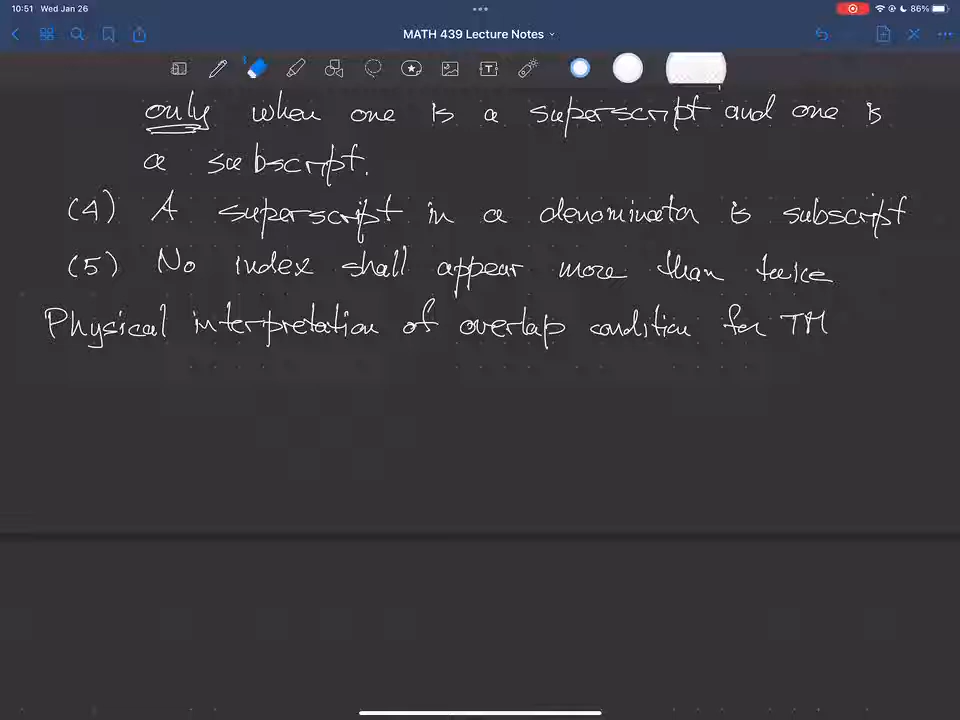 10:51 Wed Jan 26
86%
MATH 439 Lecture Notes
only when one is a superscript and one is
a subscript.
(4) A superscript in a denominator is subscript
(5) No index shall appear more than twice
Physical interpretation of overlap condition for TM